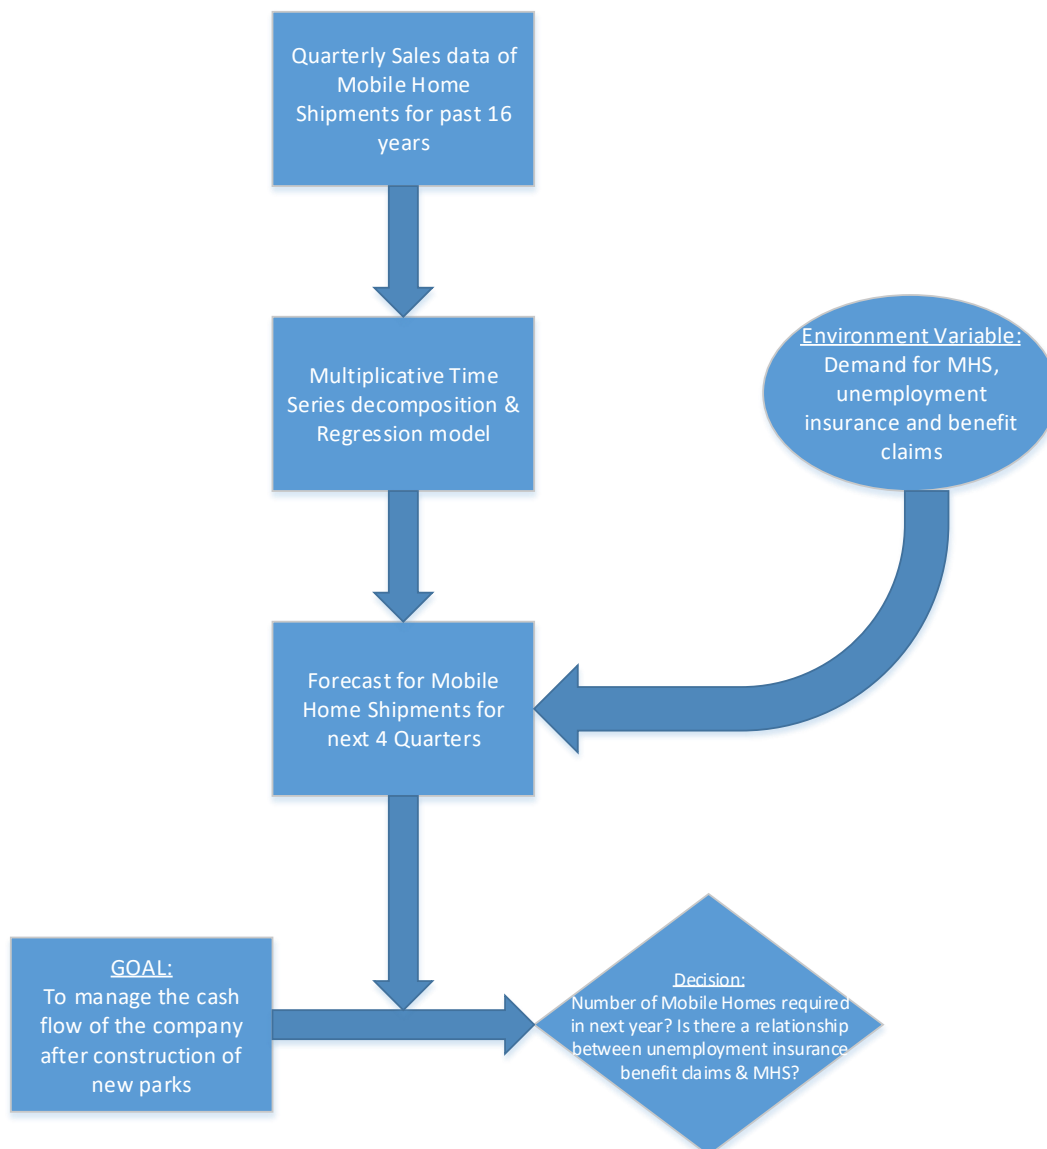 Quarterly Sales data of
Mobile Home
Shipments for past 16
years
Multiplicative Time
Series decomposition &
Regression model
Environment Variable:
Demand for MHS,
unemployment
insurance and benefit
claims
Forecast for Mobile
Home Shipments for
next 4 Quarters
GOAL:
To manage the cash
flow of the company
after construction of
new parks
Decision:
Number of Mobile Homes required
in next year? Is there a relationship
between unemployment insurance
benefit claims & MHS?